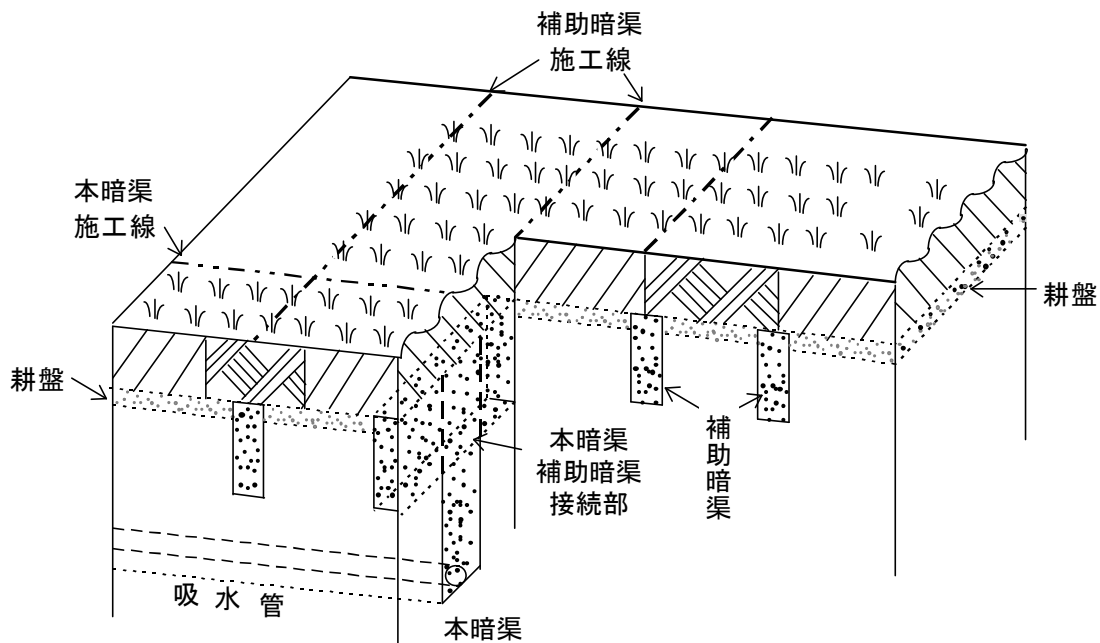 補助暗渠
施工線
本暗渠
施工線
耕盤
耕盤
本暗渠
補助暗渠
接続部
補助暗渠
吸水管
本暗渠